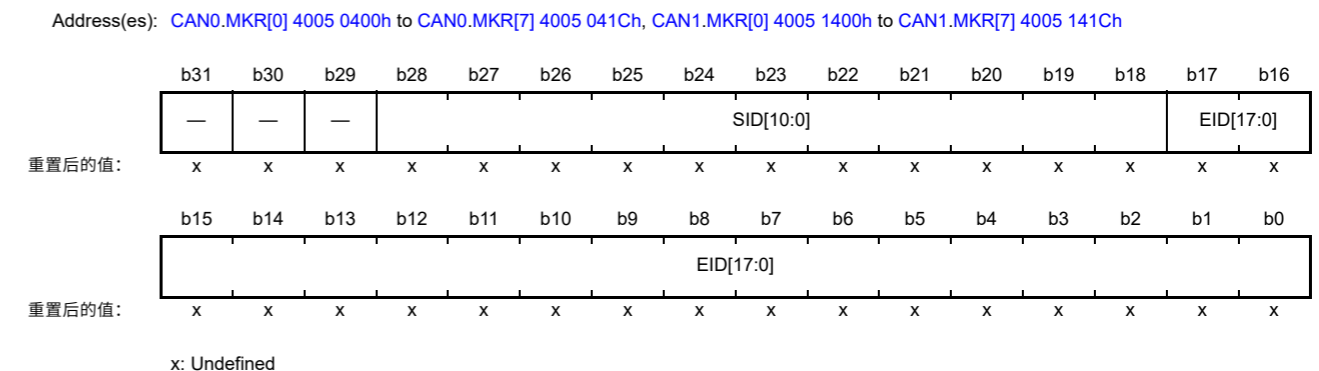 Address(es): CAN0.MKR[0] 4005 0400h to CAN0.MKR[7] 4005 041Ch, CAN1.MKR[0] 4005 1400h to CAN1.MKR[7] 4005 141Ch
b31 b30 b29 b28 b27 b26 b25 b24 b23 b22 b21 b20 b19 b18 b17 b16
— — — SID[10:0] EID[17:0]
重置后的值： x x x x x x x x x x x x x x x x
b15 b14 b13 b12 b11 b10 b9 b8 b7 b6 b5 b4 b3 b2 b1 b0
EID[17:0]
重置后的值： x x x x x x x x x x x x x x x x
x: Undefined